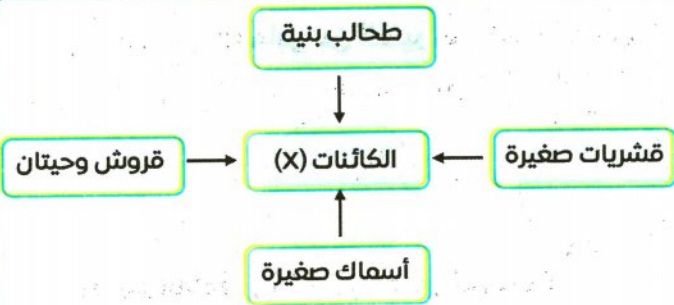 طحالب بنية
قروش وحيتان
الكائنات (X)
قشريات صغيرة
أسماك صغيرة